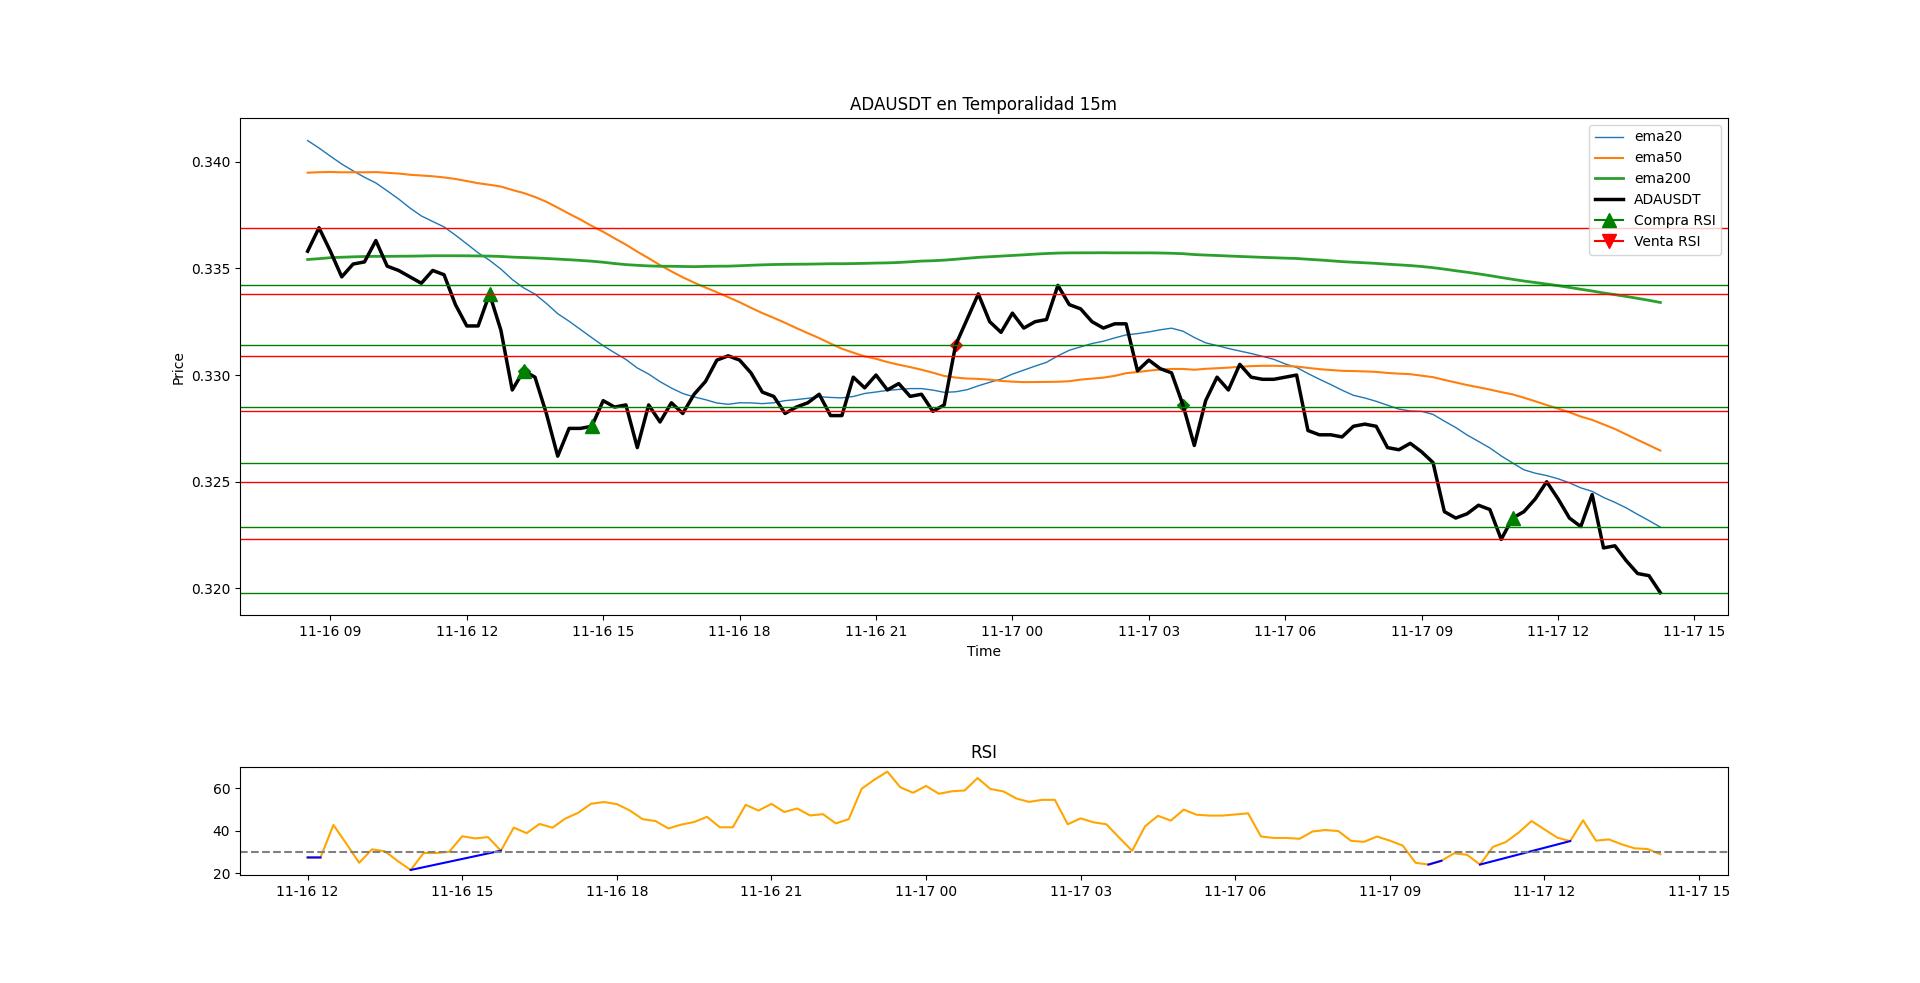 ADAUSDT en Temporalidad 15m
ema20
ema50
ema200
ADAUSDT
Compra RSI
Venta RSI
Price
0.340
0.335
0.330
0.325
0.320
11-16 09 11-16 12 11-16 15 11-16 18 11-16 21 11-17 00 11-17 03 11-17 06 11-17 09 11-17 12 11-17 15
Time
RSI
60
40
20
11-16 12 11-16 15 11-16 18 11-16 21 11-17 00 11-17 03 11-17 06 11-17 09 11-17 12 11-17 15